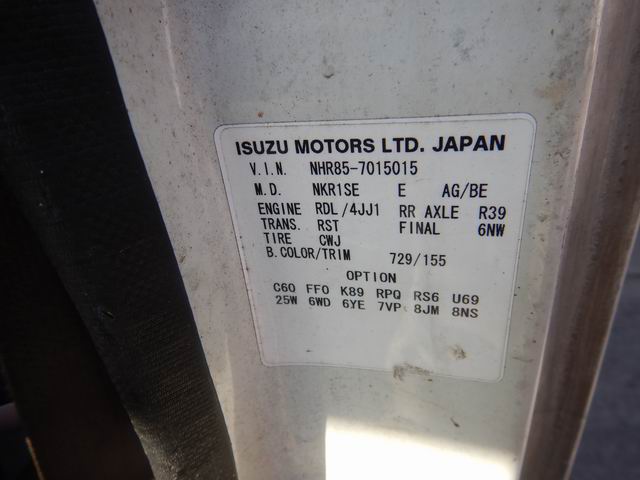 ISUZU MOTORS LTD. JAPAN
V.I.N. NHR85-7015015
M.D. NKR1SE E AG/BE
ENGINE RDL/4JJ1 RR AXLE R39
TRANS. RST FINAL 6NW
TIRE CWJ
B.COLOR/TRIM 729/155
OPTION
C60 FF0 K89 RPQ RS6 U69
25W 6WD 6YE 7VP 8JM 8NS